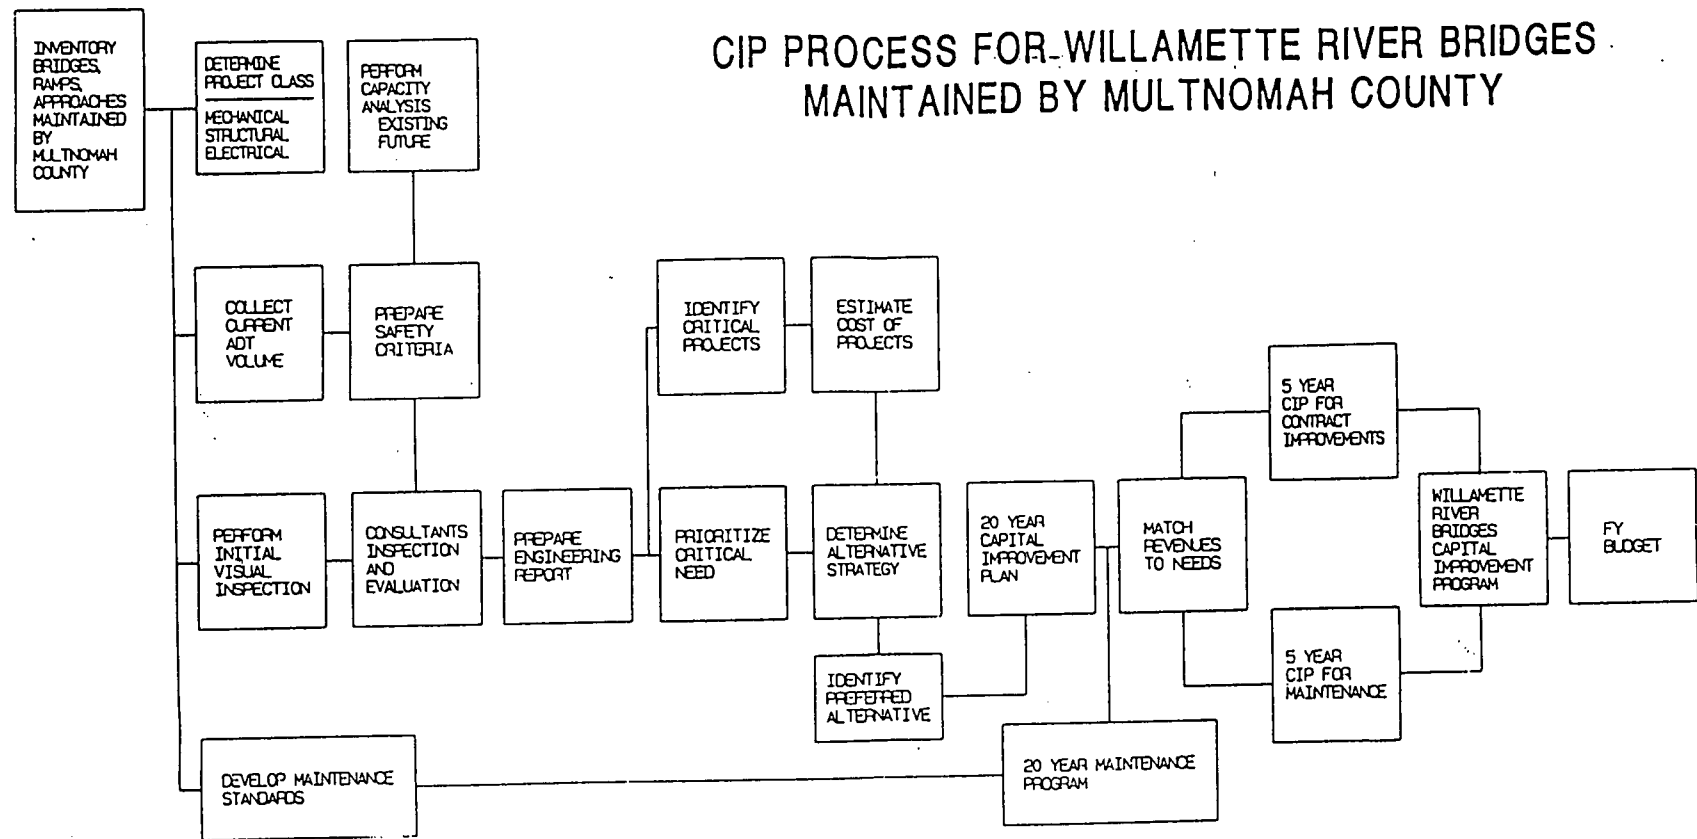 CIP PROCESS FOR WILLAMETTE RIVER BRIDGES
MAINTAINED BY MULTNOMAH COUNTY
INVENTORY
BRIDGES,
RAMPS,
APPROACHES
MAINTAINED
BY
MULTNOMAH
COUNTY
DETERMINE
PROJECT CLASS
MECHANICAL
STRUCTURAL
ELECTRICAL
PERFORM
CAPACITY
ANALYSIS
EXISTING
FUTURE
COLLECT
CURRENT
ADT
VOLUME
PREPARE
SAFETY
CRITERIA
IDENTIFY
CRITICAL
PROJECTS
ESTIMATE
COST OF
PROJECTS
5 YEAR
CIP FOR
CONTRACT
IMPROVEMENTS
PERFORM
INITIAL
VISUAL
INSPECTION
CONSULTANTS
INSPECTION
AND
EVALUATION
PREPARE
ENGINEERING
REPORT
PRIORITIZE
CRITICAL
NEED
DETERMINE
ALTERNATIVE
STRATEGY
20 YEAR
CAPITAL
IMPROVEMENT
PLAN
MATCH
REVENUES
TO NEEDS
WILLAMETTE
RIVER
BRIDGES
CAPITAL
IMPROVEMENT
PROGRAM
FY
BUDGET
IDENTIFY
PREFERRED
ALTERNATIVE
5 YEAR
CIP FOR
MAINTENANCE
DEVELOP MAINTENANCE
STANDARDS
20 YEAR MAINTENANCE
PROGRAM